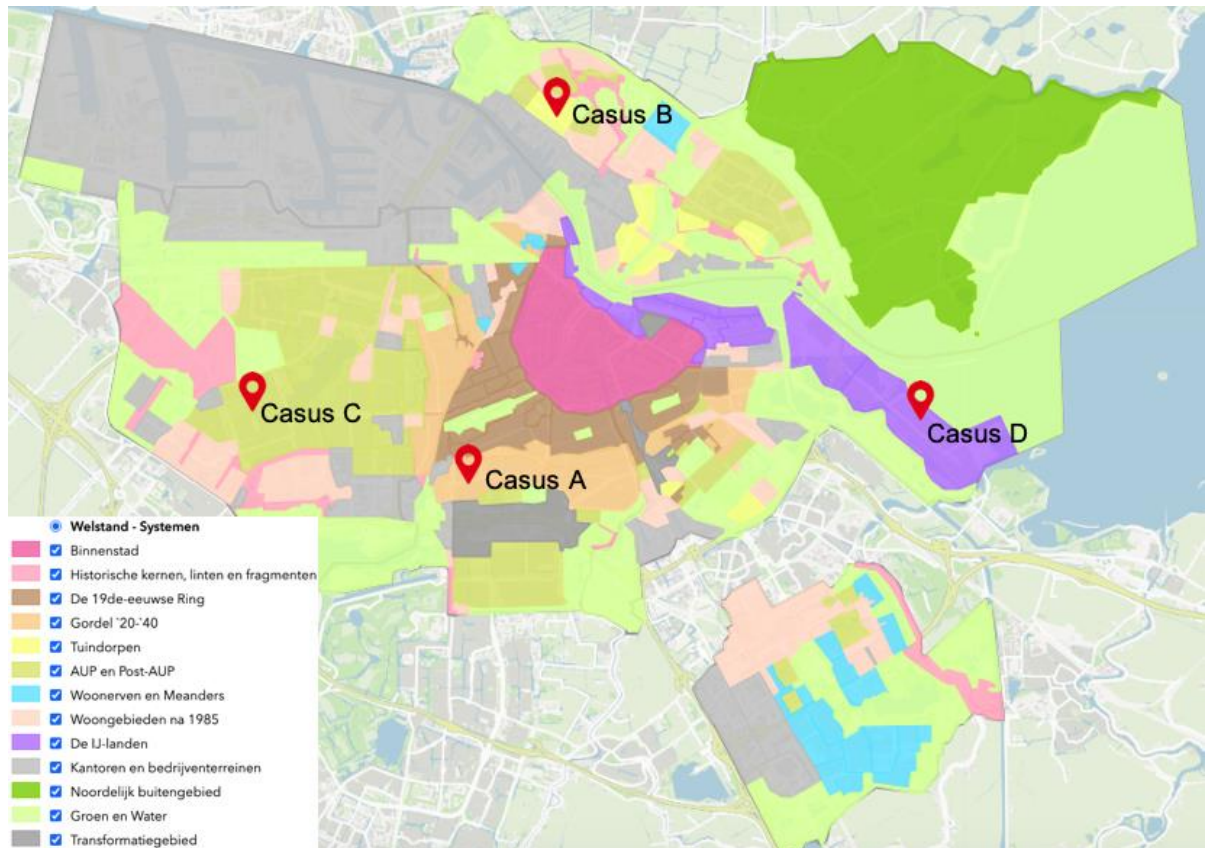 Casus B
Casus C
Casus D
Casus A
Welstand - Systemen
Binnenstad
Historische kernen, linten en fragmenten
De 19de-eeuwse Ring
Gordel `20-`40
Tuindorpen
AUP en Post-AUP
Woonerven en Meanders
Woongebieden na 1985
De IJ-landen
Kantoren en bedrijventerreinen
Noordelijk buitengebied
Groen en Water
Transformatiegebied